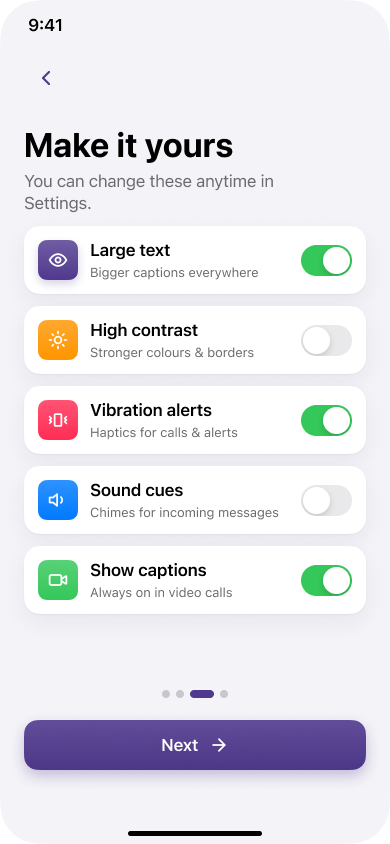 9:41
Make it yours
You can change these anytime in
Settings.
Large text
Bigger captions everywhere
High contrast
Stronger colours & borders
Vibration alerts
Haptics for calls & alerts
Sound cues
Chimes for incoming messages
Show captions
Always on in video calls
Next